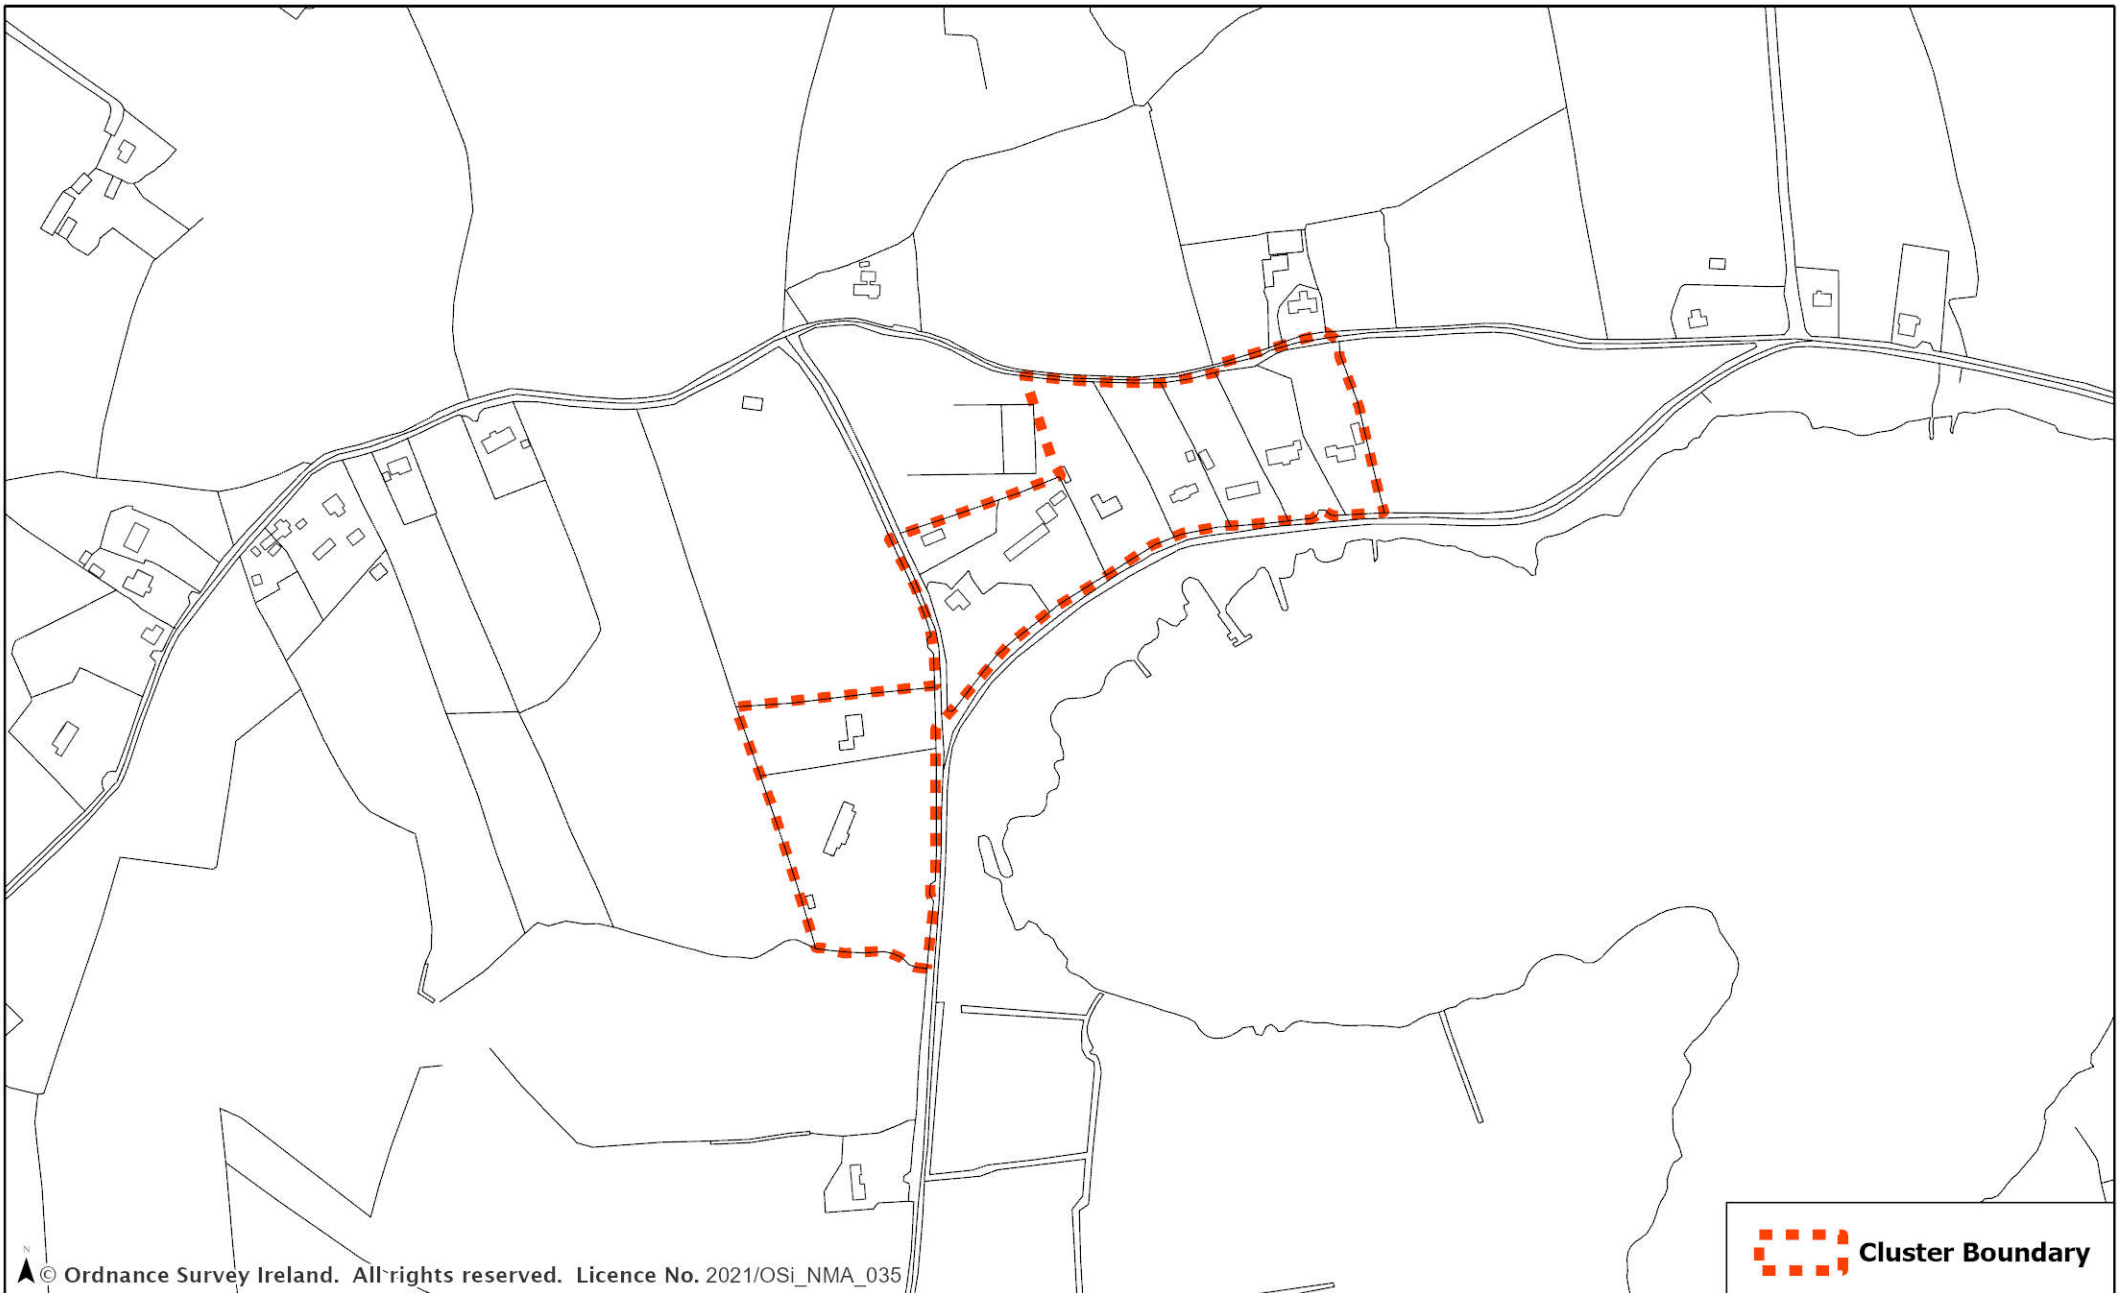 Cluster Boundary
N
© Ordnance Survey Ireland. All rights reserved. Licence No. 2021/OSi_NMA_035